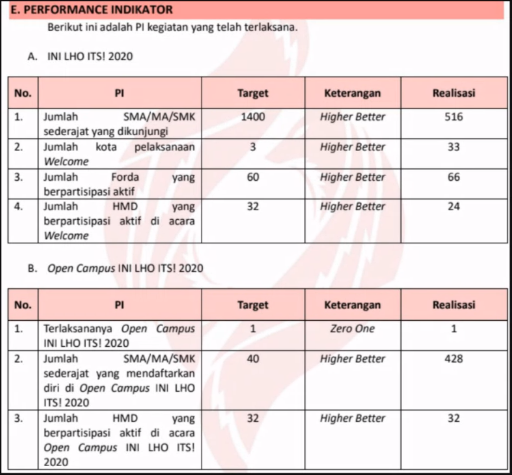 E. PERFORMANCE INDIKATOR
Berikut ini adalah PI kegiatan yang telah terlaksana.
A. INI LHO ITS! 2020
No. PI Target Keterangan Realisasi
1. Jumlah SMA/MA/SMK 1400 Higher Better 516
sederajat yang dikunjungi
2. Jumlah kota pelaksanaan 3 Higher Better 33
Welcome
3. Jumlah Forda yang 60 Higher Better 66
berpartisipasi aktif
4. Jumlah HMD yang 32 Higher Better 24
berpartisipasi aktif di acara
Welcome
B. Open Campus INI LHO ITS! 2020
No. PI Target Keterangan Realisasi
1. Terlaksananya Open Campus 1 Zero One 1
INI LHO ITS! 2020
2. Jumlah SMA/MA/SMK 40 Higher Better 428
sederajat yang mendaftarkan
diri di Open Campus INI LHO
ITS! 2020
3. Jumlah HMD yang 32 Higher Better 32
berpartisipasi aktif di acara
Open Campus INI LHO ITS!
2020